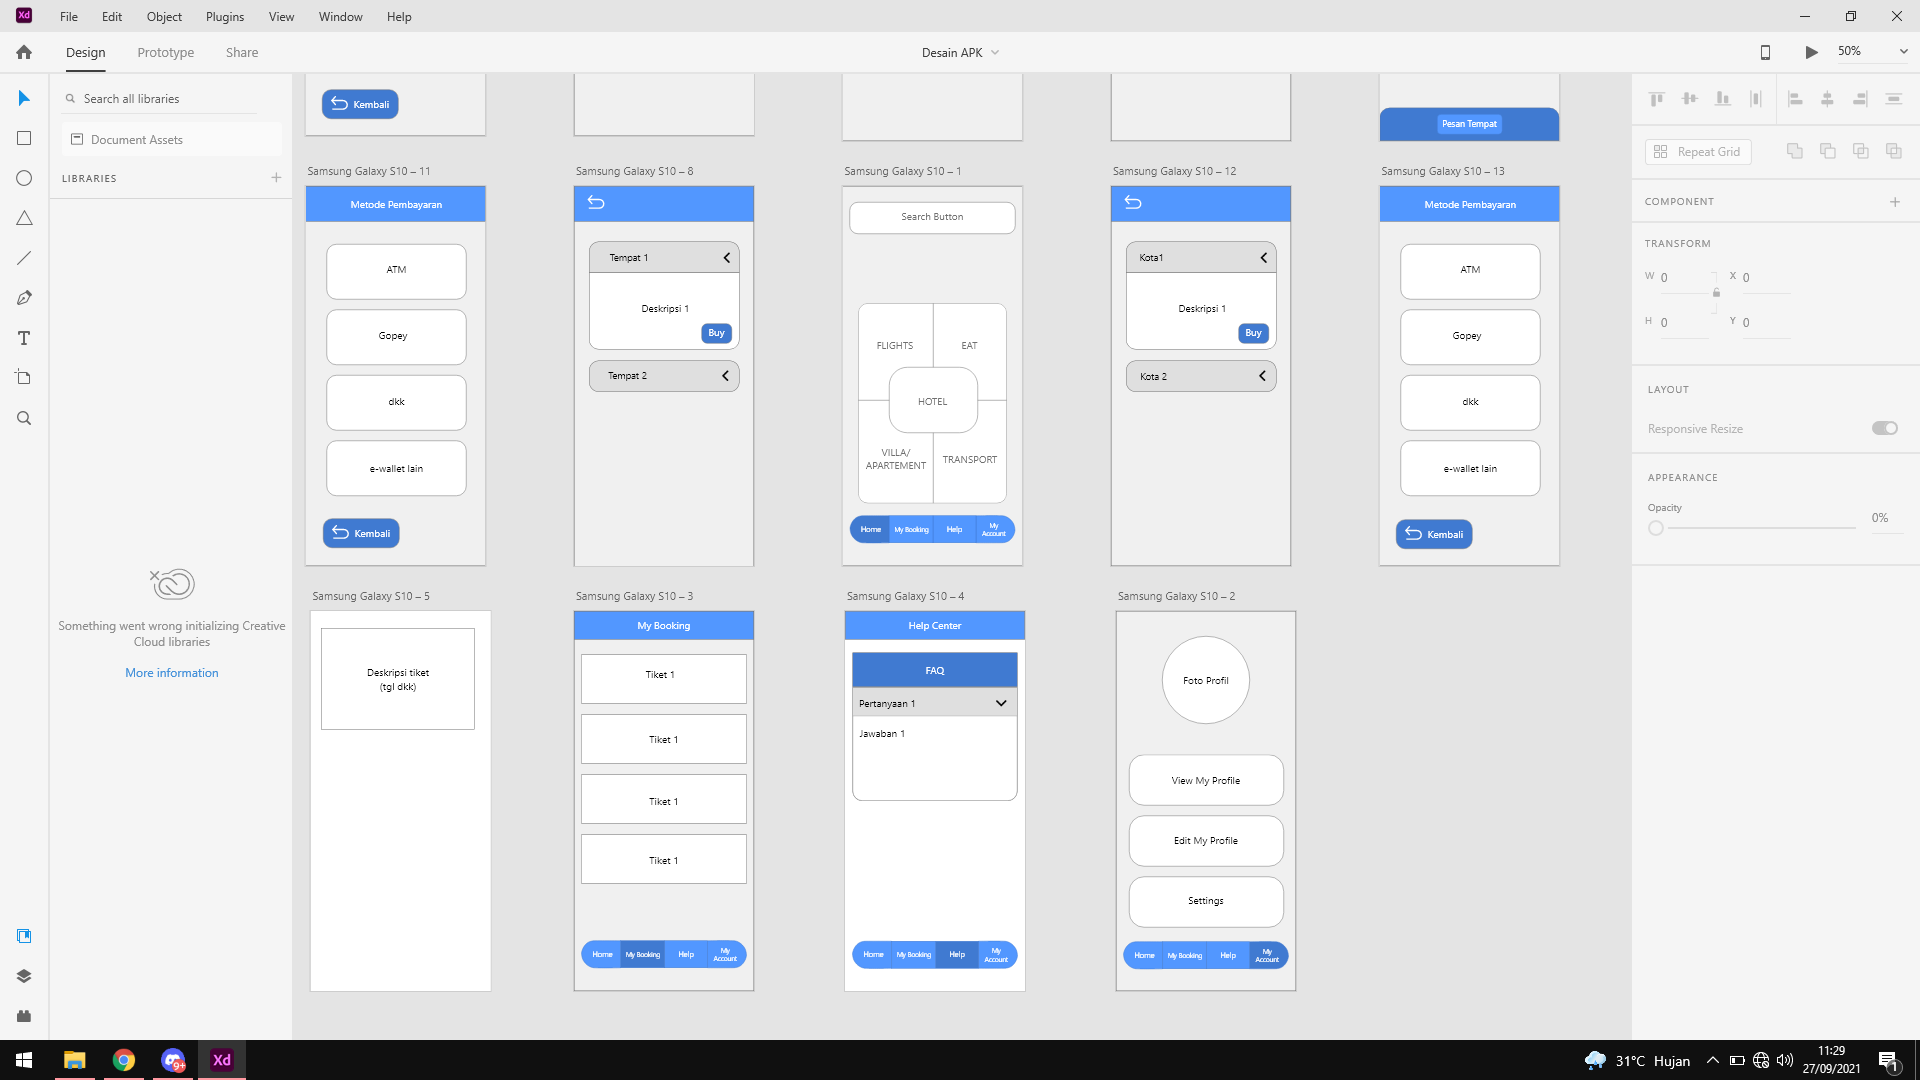 Xd
File
Edit
Object
Plugins
View
Window
Help
Design
Prototype
Share
Desain APK
50%
Search all libraries
Document Assets
LIBRARIES
Something went wrong initializing Creative
Cloud libraries
More information
Kembali
Pesan Tempat
Samsung Galaxy S10 – 11
Metode Pembayaran
ATM
Gopey
dkk
e-wallet lain
Kembali
Samsung Galaxy S10 – 8
Tempat 1
Deskripsi 1
Buy
Tempat 2
Samsung Galaxy S10 – 1
Search Button
FLIGHTS
EAT
HOTEL
VILLA/
APARTEMENT
TRANSPORT
Home
My Booking
Help
My
Account
Samsung Galaxy S10 – 12
Kota1
Deskripsi 1
Buy
Kota 2
Samsung Galaxy S10 – 13
Metode Pembayaran
ATM
Gopey
dkk
e-wallet lain
Kembali
Samsung Galaxy S10 – 5
Deskripsi tiket
(tgl dkk)
Samsung Galaxy S10 – 3
My Booking
Tiket 1
Tiket 1
Tiket 1
Tiket 1
Home
My Booking
Help
My
Account
Samsung Galaxy S10 – 4
Help Center
FAQ
Pertanyaan 1
Jawaban 1
Home
My Booking
Help
My
Account
Samsung Galaxy S10 – 2
Foto Profil
View My Profile
Edit My Profile
Settings
Home
My Booking
Help
My
Account
Repeat Grid
COMPONENT
TRANSFORM
W 0
X 0
H 0
Y 0
LAYOUT
Responsive Resize
APPEARANCE
Opacity
0%
9+
Xd
31°C Hujan
11:29
27/09/2021
1